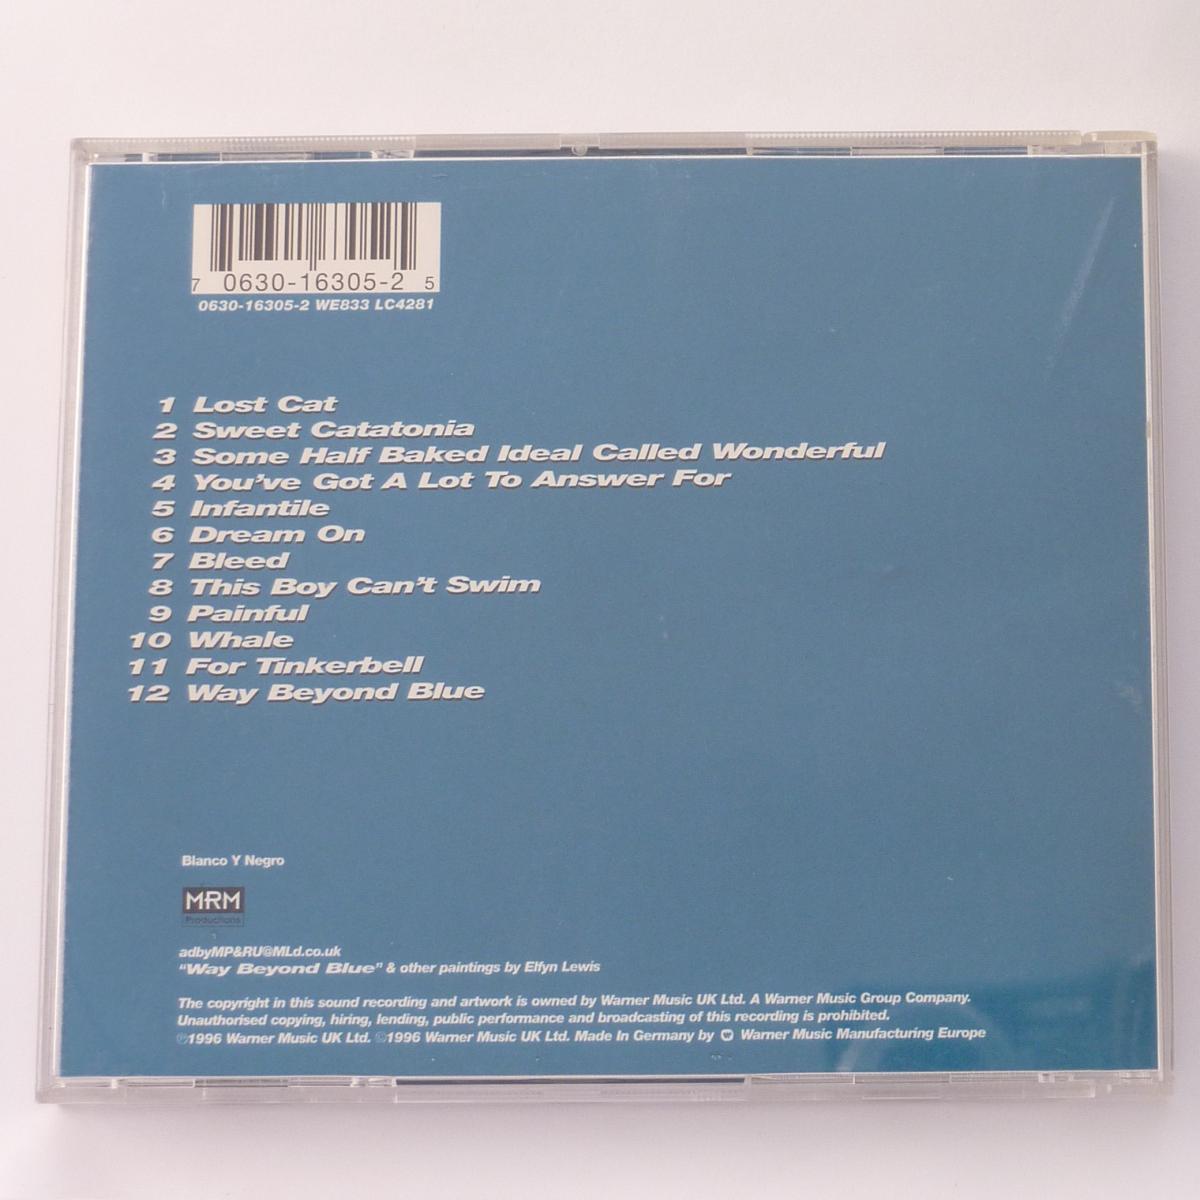 7 0630-16305-2 5
0630-16305-2 WE833 LC4281
1 Lost Cat
2 Sweet Catatonia
3 Some Half Baked Ideal Called Wonderful
4 You've Got A Lot To Answer For
5 Infantile
6 Dream On
7 Bleed
8 This Boy Can't Swim
9 Painful
10 Whale
11 For Tinkerbell
12 Way Beyond Blue
Blanco Y Negro
MRM
Productions
adbyMP&RU@MLd.co.uk
"Way Beyond Blue" & other paintings by Elfyn Lewis
The copyright in this sound recording and artwork is owned by Warner Music UK Ltd. A Warner Music Group Company.
Unauthorised copying, hiring, lending, public performance and broadcasting of this recording is prohibited.
℗1996 Warner Music UK Ltd. ©1996 Warner Music UK Ltd. Made In Germany by Warner Music Manufacturing Europe